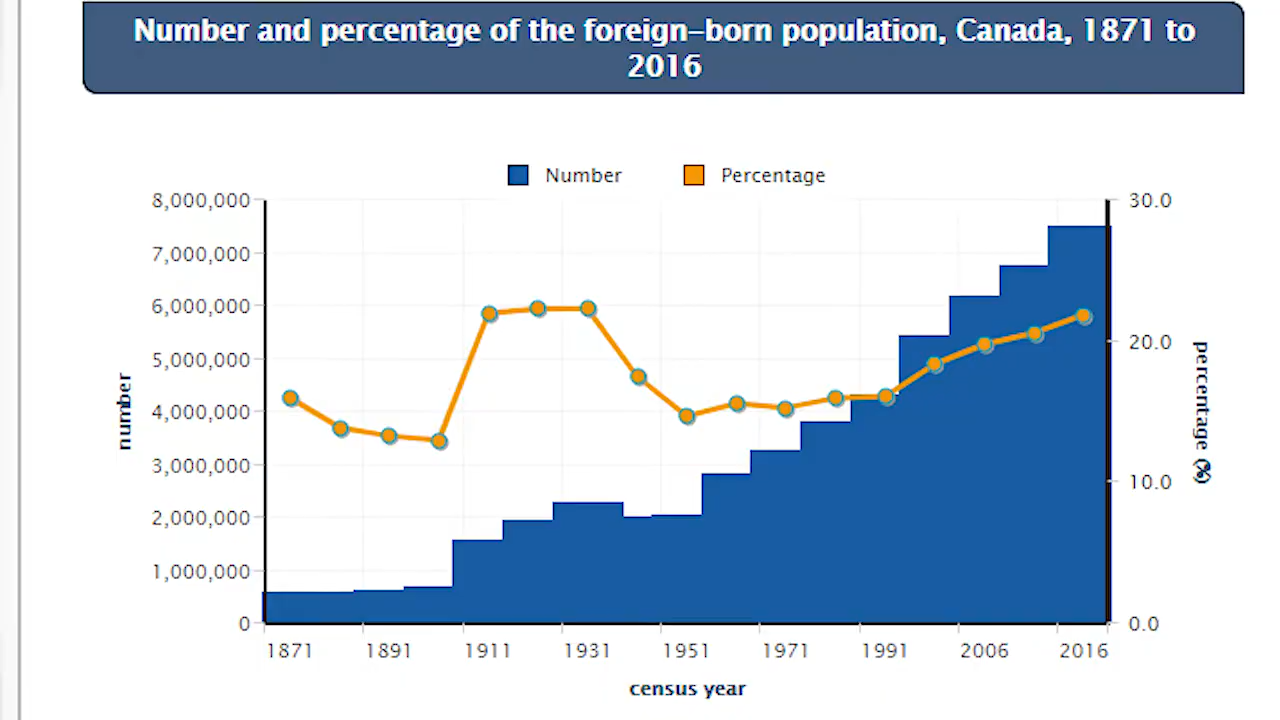 Number and percentage of the foreign-born population, Canada, 1871 to
2016
Number Percentage
8,000,000
7,000,000
6,000,000
5,000,000
4,000,000
3,000,000
2,000,000
1,000,000
0
number
30.0
20.0
10.0
0.0
percentage (%)
1871 1891 1911 1931 1951 1971 1991 2006 2016
census year